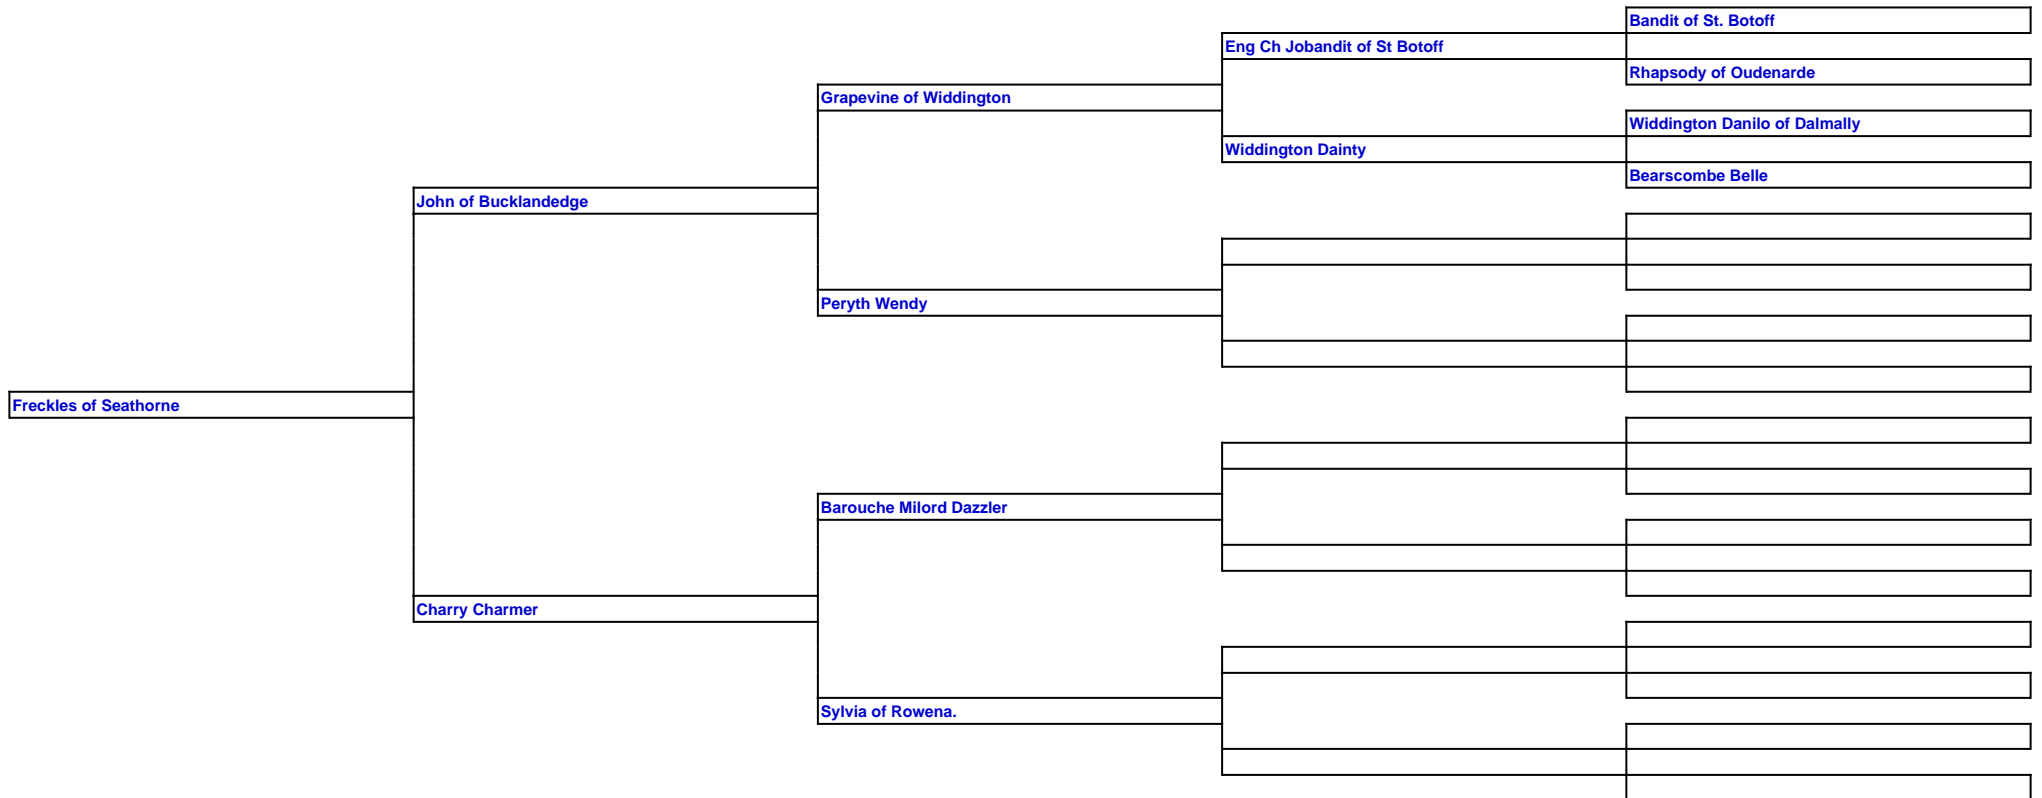 Bandit of St. Botoff
Eng Ch Jobandit of St Botoff
Rhapsody of Oudenarde
Grapevine of Widdington
Widdington Danilo of Dalmally
Widdington Dainty
Bearscombe Belle
John of Bucklandedge
Peryth Wendy
Freckles of Seathorne
Barouche Milord Dazzler
Charry Charmer
Sylvia of Rowena.